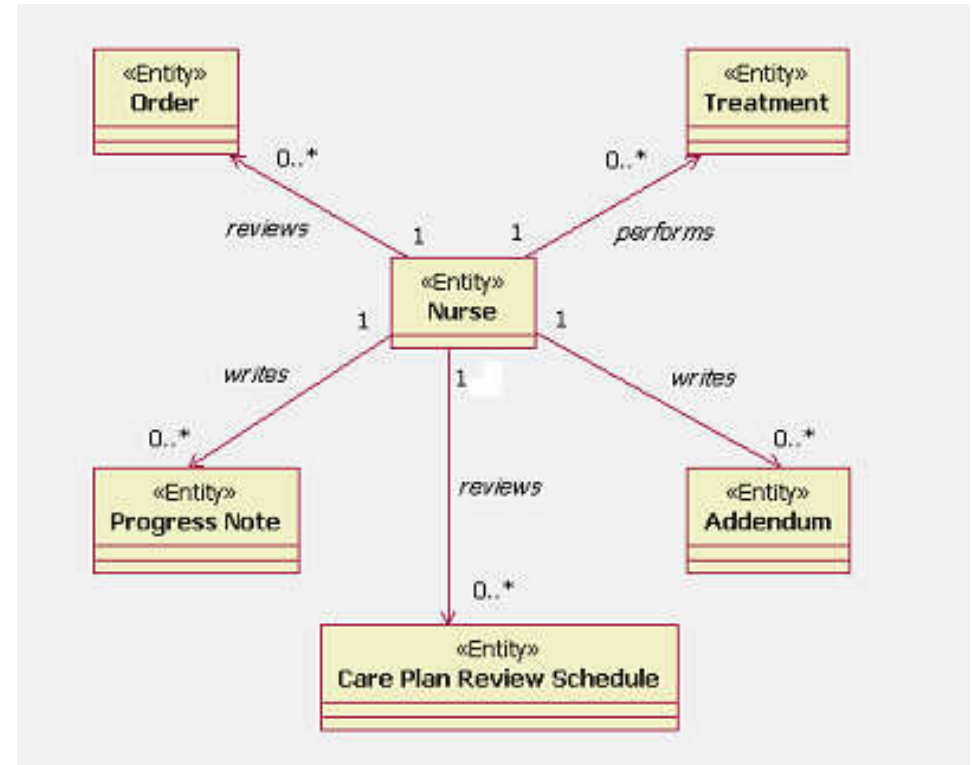 «Entity»
Order
«Entity»
Treatment
0..*
0..*
reviews
performs
1
1
«Entity»
Nurse
1
1
1
writes
writes
0..*
0..*
reviews
«Entity»
Progress Note
«Entity»
Addendum
0..*
«Entity»
Care Plan Review Schedule